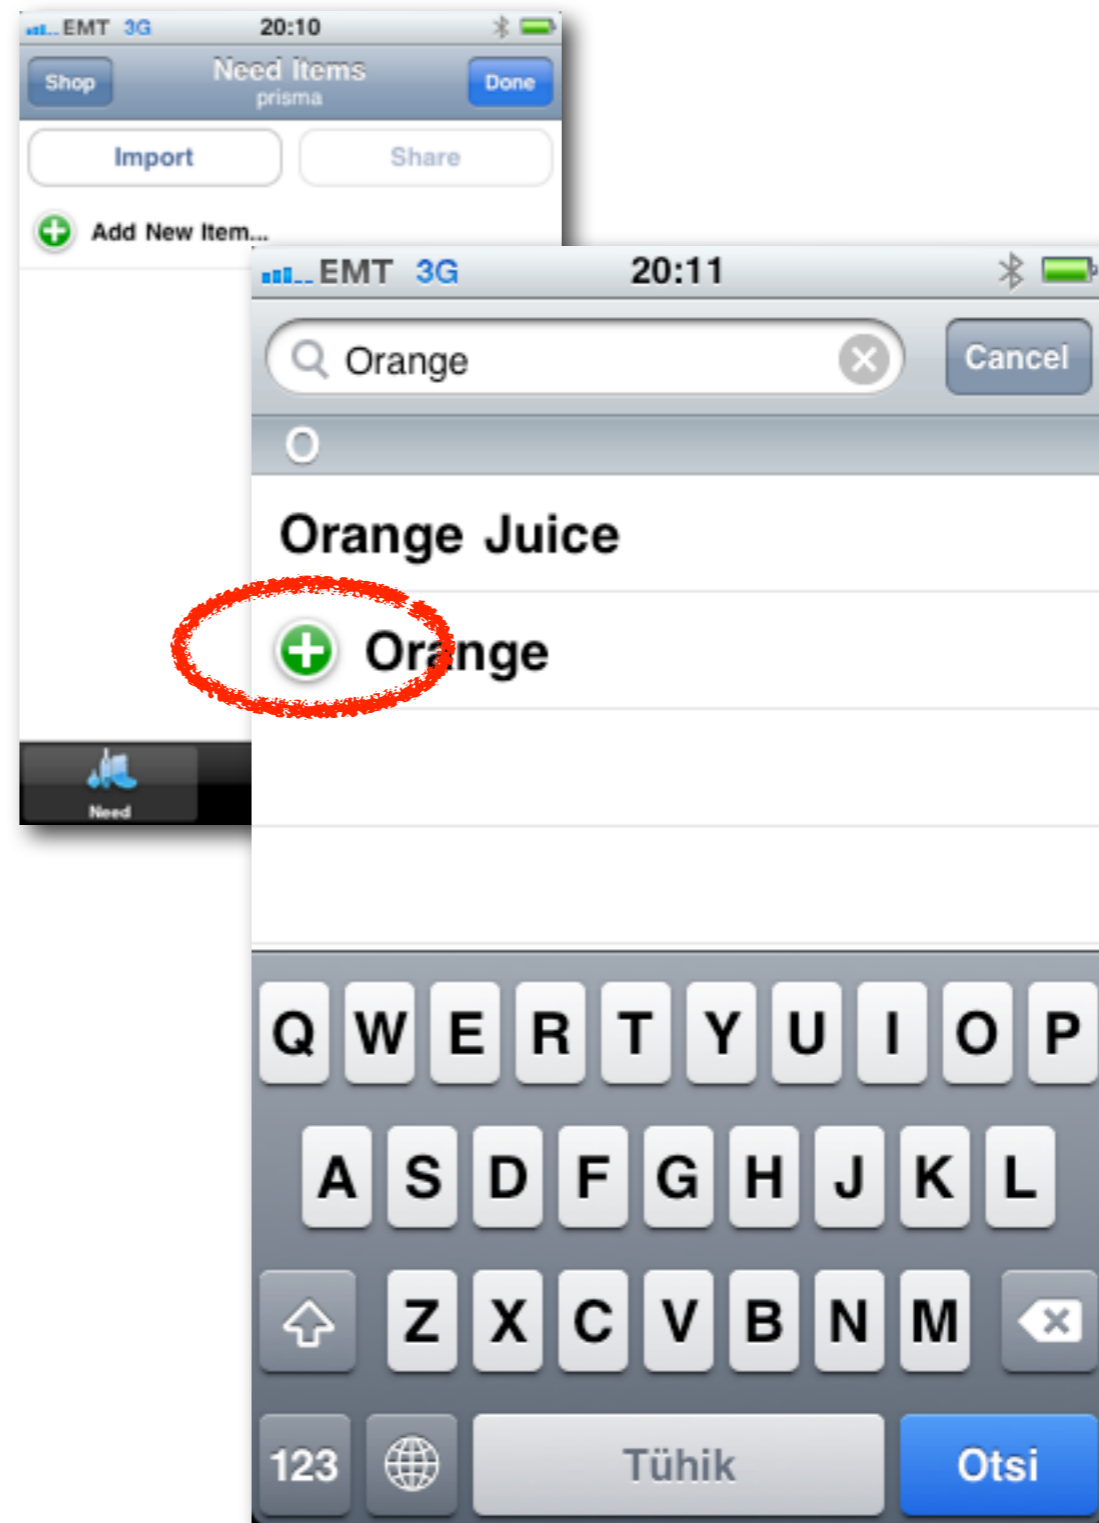 EMT 3G 20:10
Shop Need Items Done
prisma
Import Share
Add New Item...
Need
EMT 3G 20:11
Orange Cancel
O
Orange Juice
Orange
Q W E R T Y U I O P
A S D F G H J K L
Z X C V B N M
123 Tühik Otsi